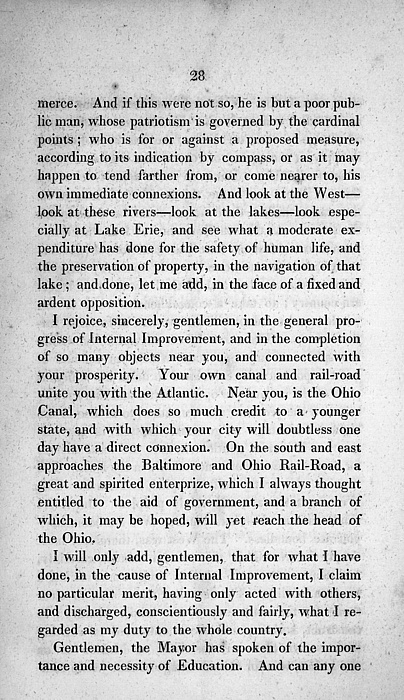 28
merce. And if this were not so, he is but a poor pub-
lic man, whose patriotism is governed by the cardinal
points ; who is for or against a proposed measure,
according to its indication by compass, or as it may
happen to tend farther from, or come nearer to, his
own immediate connexions. And look at the West—
look at these rivers—look at the lakes—look espe-
cially at Lake Erie, and see what a moderate ex-
penditure has done for the safety of human life, and
the preservation of property, in the navigation of that
lake ; and done, let me add, in the face of a fixed and
ardent opposition.
I rejoice, sincerely, gentlemen, in the general pro-
gress of Internal Improvement, and in the completion
of so many objects near you, and connected with
your prosperity. Your own canal and rail-road
unite you with the Atlantic. Near you, is the Ohio
Canal, which does so much credit to a younger
state, and with which your city will doubtless one
day have a direct connexion. On the south and east
approaches the Baltimore and Ohio Rail-Road, a
great and spirited enterprize, which I always thought
entitled to the aid of government, and a branch of
which, it may be hoped, will yet reach the head of
the Ohio.
I will only add, gentlemen, that for what I have
done, in the cause of Internal Improvement, I claim
no particular merit, having only acted with others,
and discharged, conscientiously and fairly, what I re-
garded as my duty to the whole country.
Gentlemen, the Mayor has spoken of the impor-
tance and necessity of Education. And can any one